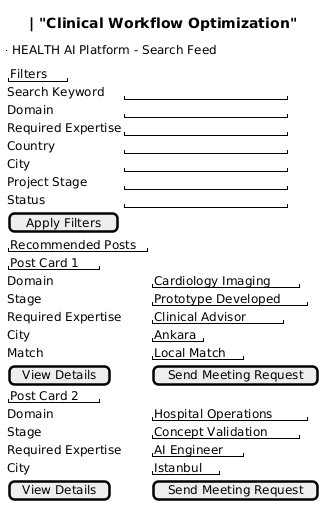 | "Clinical Workflow Optimization"
· HEALTH AI Platform - Search Feed
Filters
Search Keyword
Domain
Required Expertise
Country
City
Project Stage
Status
Apply Filters
Recommended Posts
Post Card 1
Domain Cardiology Imaging
Stage Prototype Developed
Required Expertise Clinical Advisor
City Ankara
Match Local Match
View Details Send Meeting Request
Post Card 2
Domain Hospital Operations
Stage Concept Validation
Required Expertise AI Engineer
City Istanbul
View Details Send Meeting Request